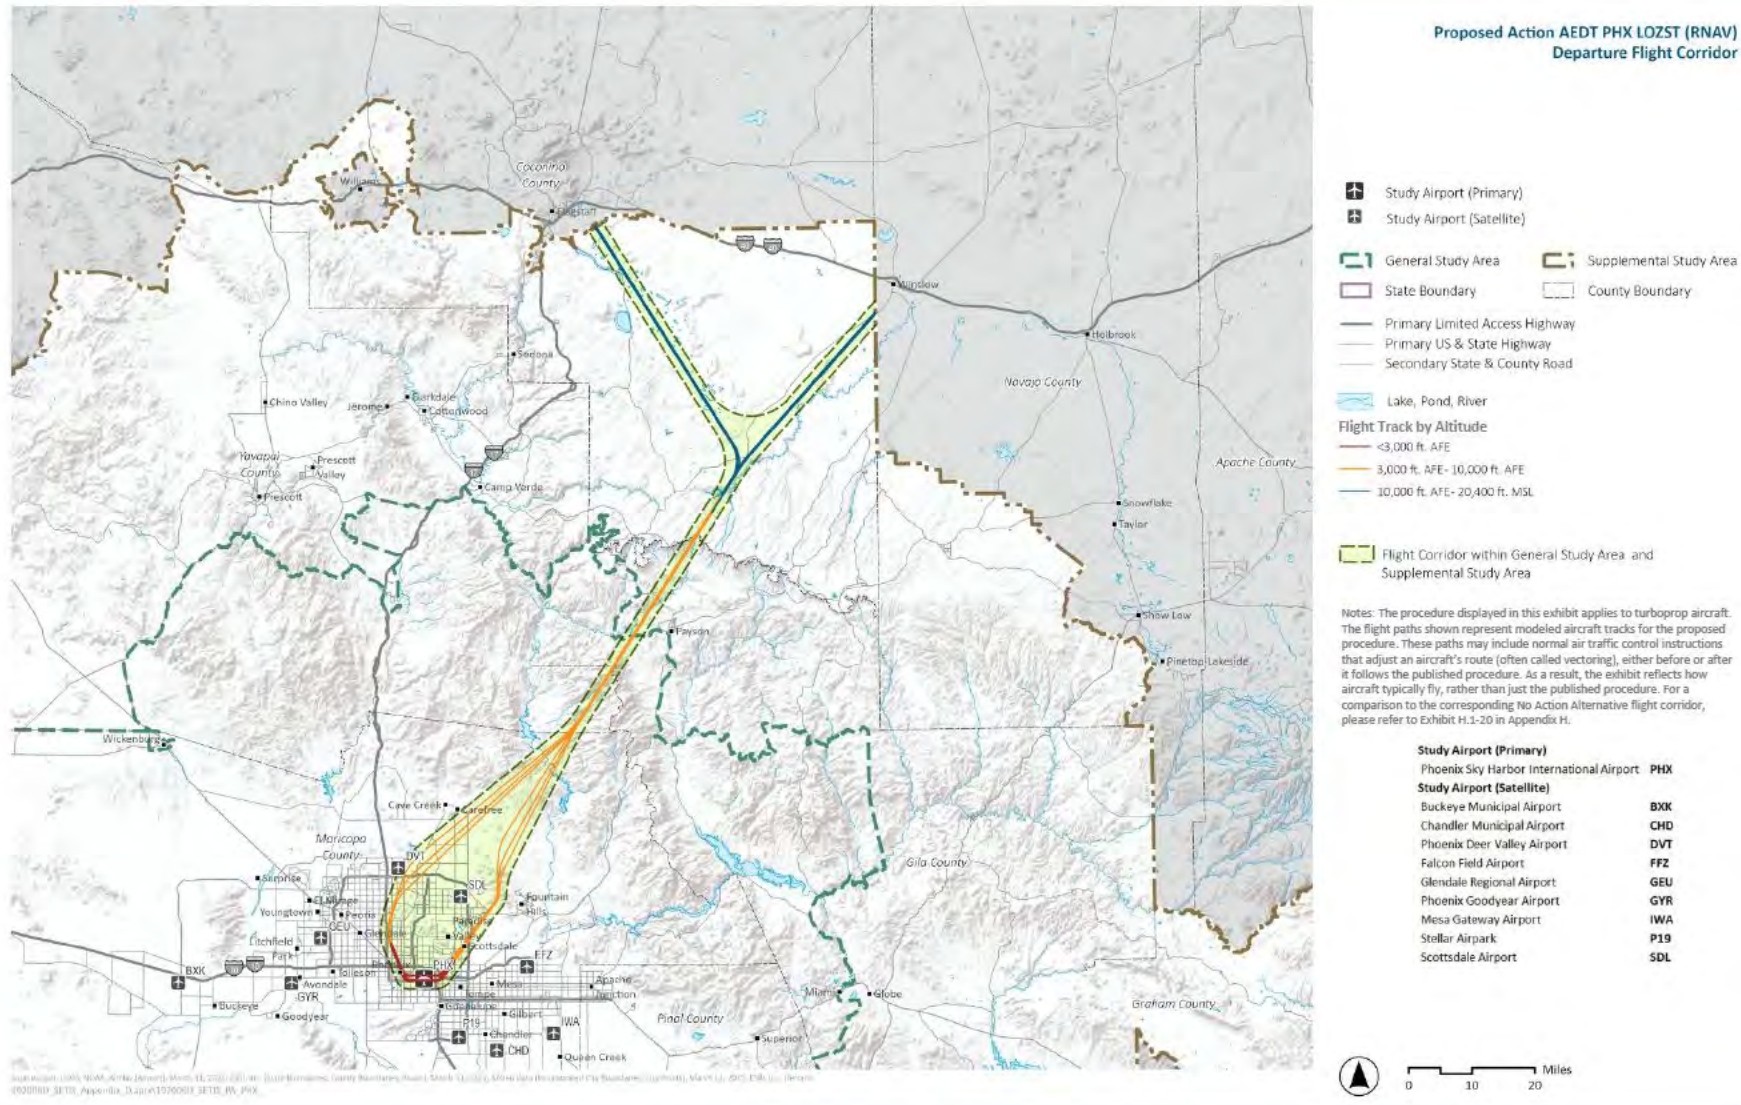 Proposed Action AEDT PHX LOZST (RNAV)
Departure Flight Corridor
Study Airport (Primary)
Study Airport (Satellite)
General Study Area
Supplemental Study Area
State Boundary
County Boundary
Primary Limited Access Highway
Primary US & State Highway
Secondary State & County Road
Lake, Pond, River
Flight Track by Altitude
<3,000 ft. AFE
3,000 ft. AFE- 10,000 ft. AFE
10,000 ft. AFE- 20,400 ft. MSL
Flight Corridor within General Study Area and
Supplemental Study Area
Notes: The procedure displayed in this exhibit applies to turboprop aircraft.
The flight paths shown represent modeled aircraft tracks for the proposed
procedure. These paths may include normal air traffic control instructions
that adjust an aircraft's route (often called vectoring), either before or after
it follows the published procedure. As a result, the exhibit reflects how
aircraft typically fly, rather than just the published procedure. For a
comparison to the corresponding No Action Alternative flight corridor,
please refer to Exhibit H.1-20 in Appendix H.
Study Airport (Primary)
Phoenix Sky Harbor International Airport PHX
Study Airport (Satellite)
Buckeye Municipal Airport BXK
Chandler Municipal Airport CHD
Phoenix Deer Valley Airport DVT
Falcon Field Airport FFZ
Glendale Regional Airport GEU
Phoenix Goodyear Airport GYR
Mesa Gateway Airport IWA
Stellar Airpark P19
Scottsdale Airport SDL
0 10 20
Miles
Coconino
County
Williams
Flagstaff
Winslow
Holbrook
Navajo County
Sedona
Chino Valley
Jerome
Clarkdale
Cottonwood
Yavapai
County
Prescott
Valley
Prescott
Camp Verde
Apache County
Snowflake
Taylor
Show Low
Pinetop-Lakeside
Payson
Wickenburg
Cave Creek
Carefree
Maricopa
County
DVT
Surprise
SDL
El Mirage
Youngtown
Peoria
Fountain
Hills
GEU
Glendale
Paradise
Valley
Scottsdale
Litchfield
Park
FFZ
BXK
Tolleson
PHX
Avondale
GYR
Tempe
Mesa
Apache
Junction
Buckeye
Goodyear
Guadalupe
Gilbert
P19
IWA
Chandler
CHD
Queen Creek
Pinal County
Superior
Miami
Globe
Gila County
Graham County